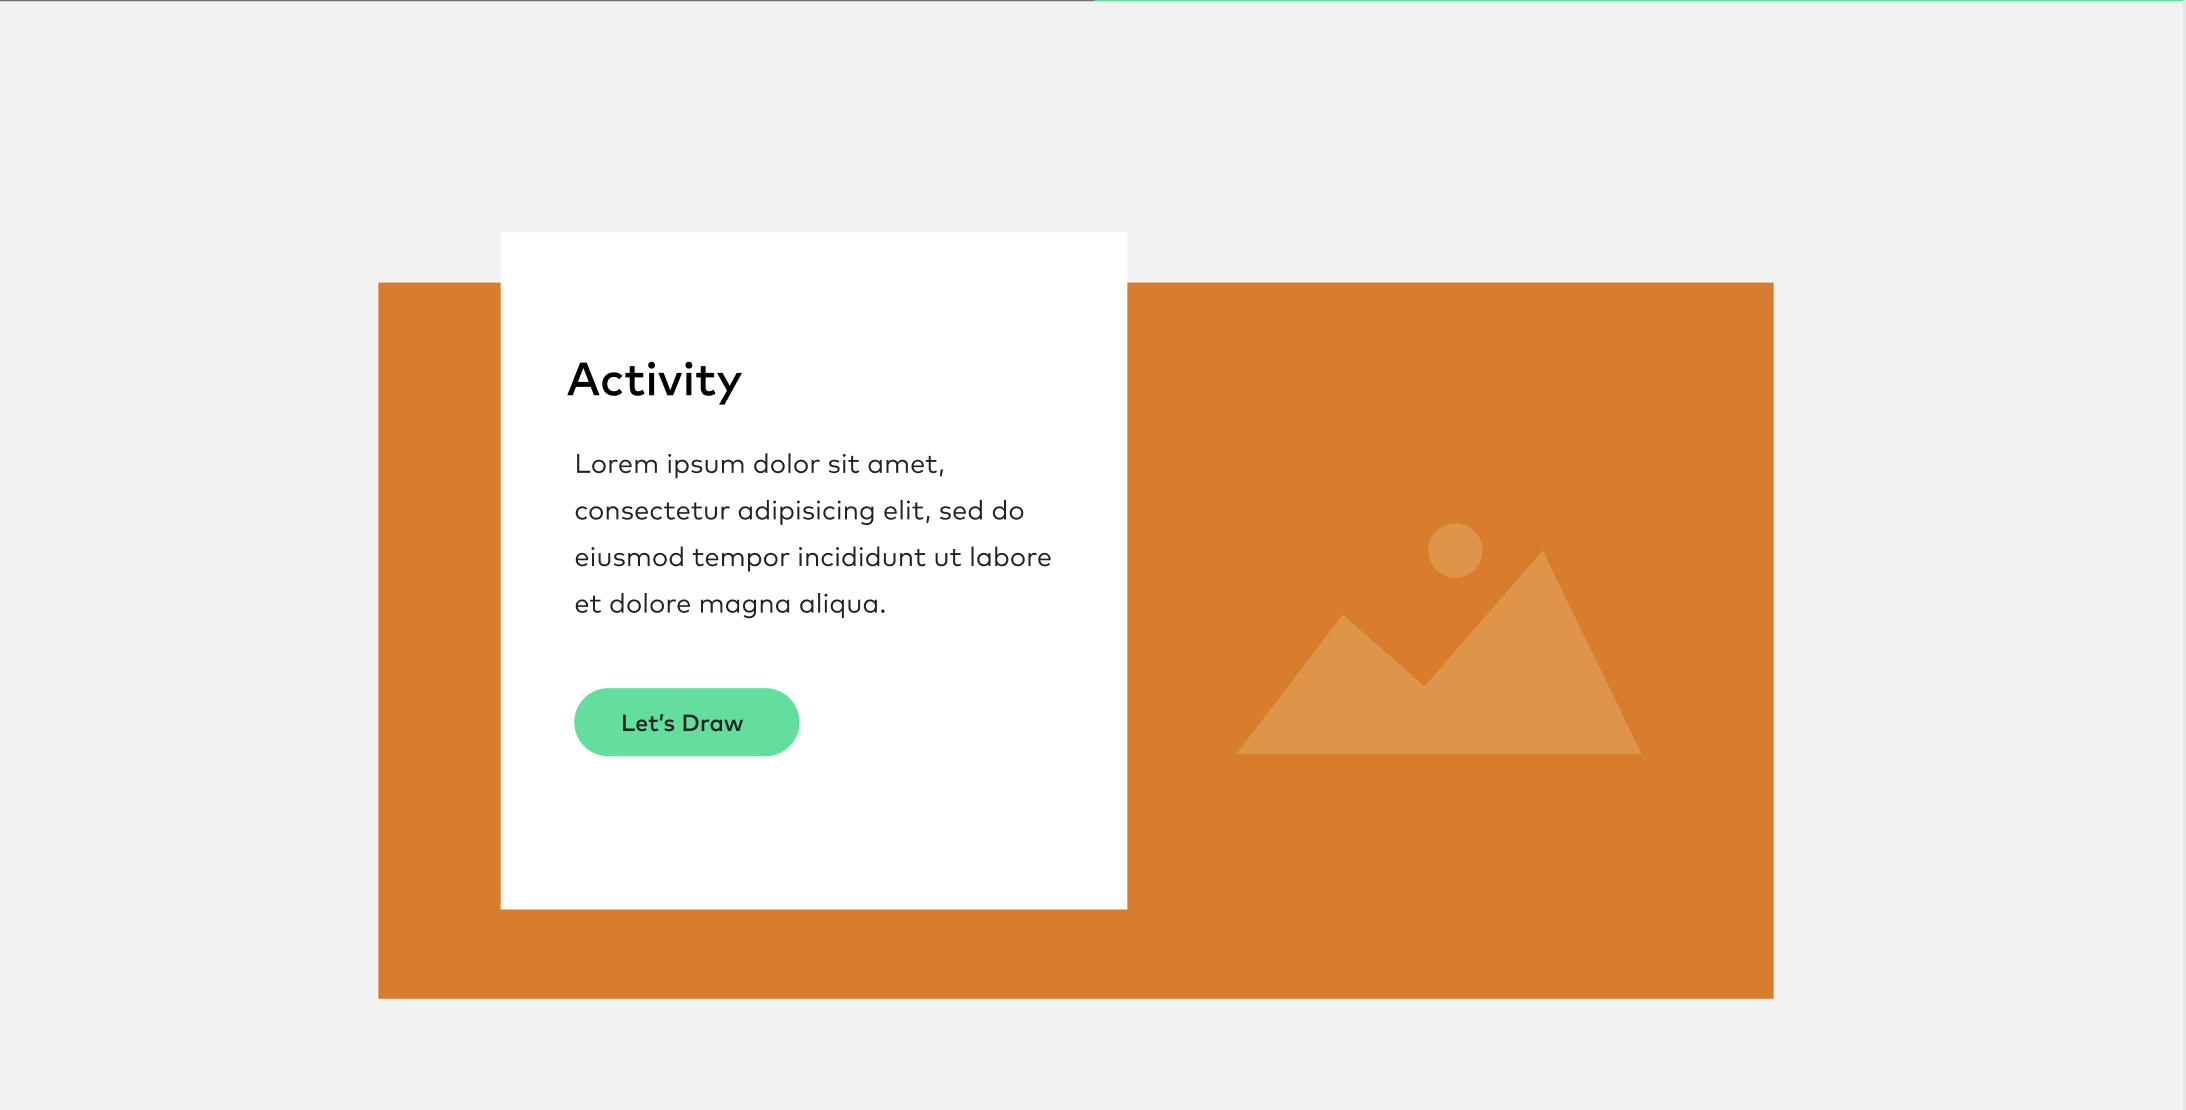 Activity
Lorem ipsum dolor sit amet,
consectetur adipisicing elit, sed do
eiusmod tempor incididunt ut labore
et dolore magna aliqua.
Let’s Draw